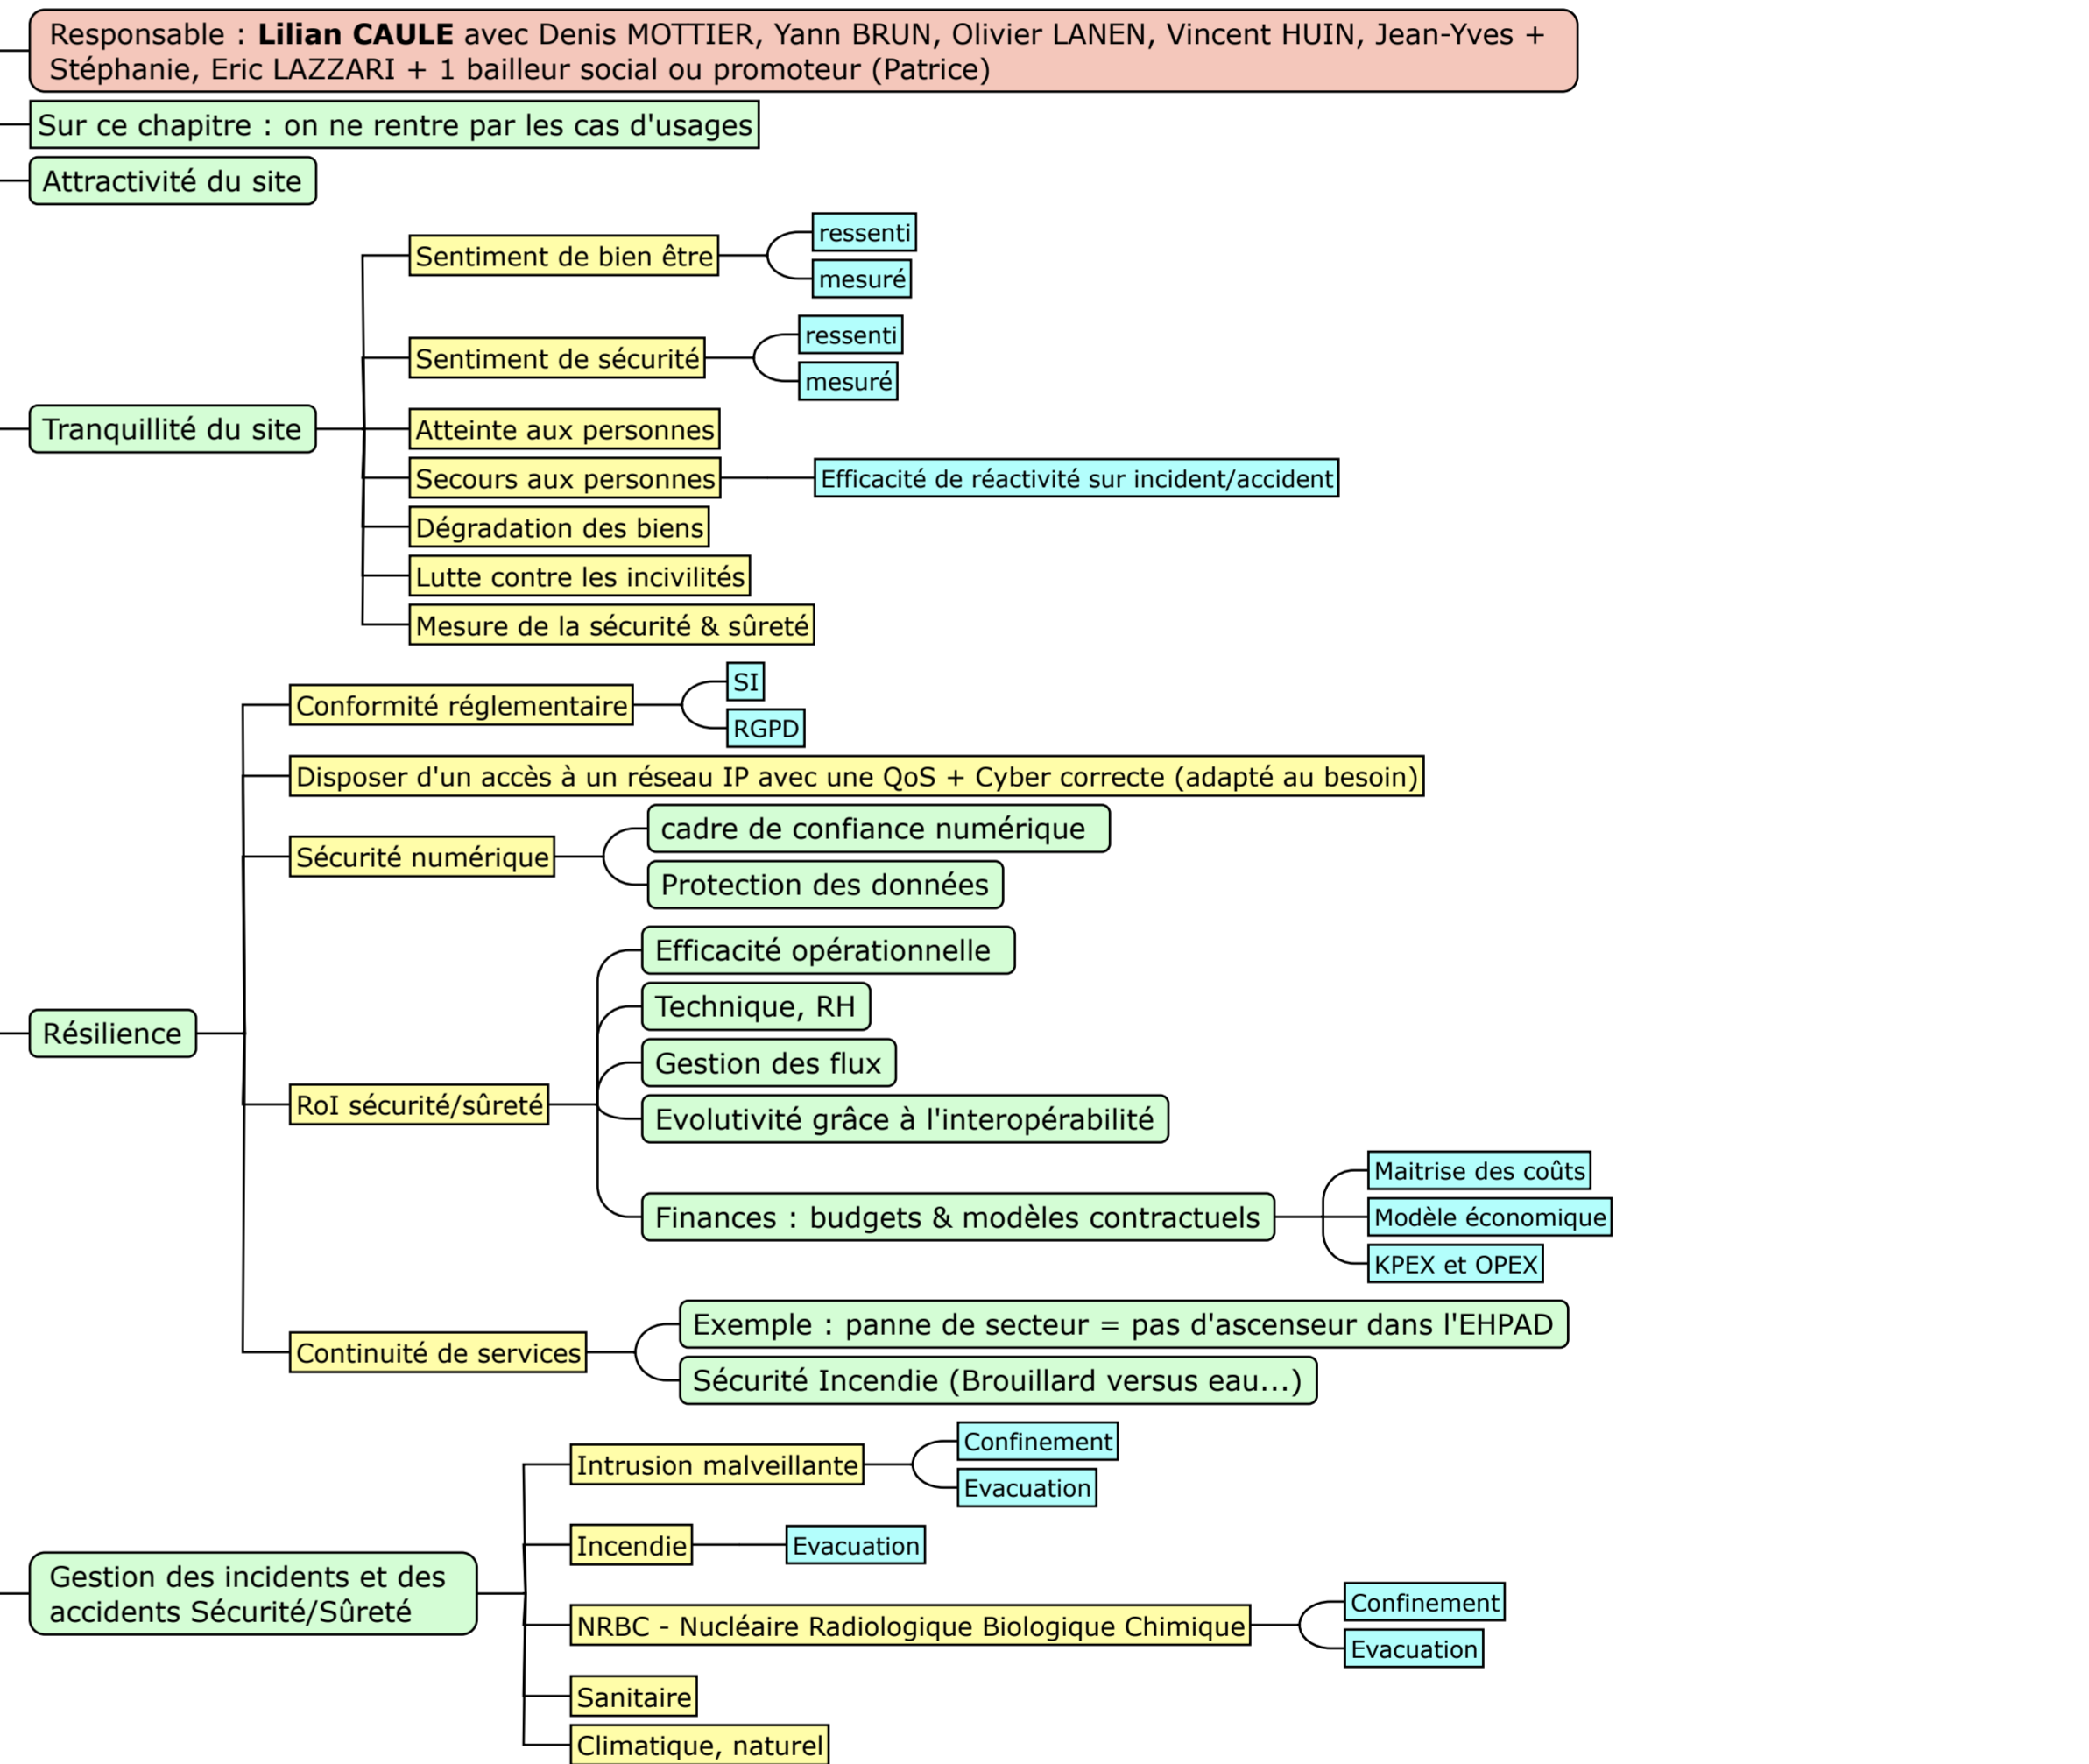 Responsable : Lilian CAULE avec Denis MOTTIER, Yann BRUN, Olivier LANEN, Vincent HUIN, Jean-Yves +
Stéphanie, Eric LAZZARI + 1 bailleur social ou promoteur (Patrice)
Sur ce chapitre : on ne rentre par les cas d'usages
Attractivité du site
Tranquillité du site
Sentiment de bien être
ressenti
mesuré
Sentiment de sécurité
ressenti
mesuré
Atteinte aux personnes
Secours aux personnes
Efficacité de réactivité sur incident/accident
Dégradation des biens
Lutte contre les incivilités
Mesure de la sécurité & sûreté
Résilience
Conformité réglementaire
SI
RGPD
Disposer d'un accès à un réseau IP avec une QoS + Cyber correcte (adapté au besoin)
Sécurité numérique
cadre de confiance numérique
Protection des données
RoI sécurité/sûreté
Efficacité opérationnelle
Technique, RH
Gestion des flux
Evolutivité grâce à l'interopérabilité
Finances : budgets & modèles contractuels
Maitrise des coûts
Modèle économique
KPEX et OPEX
Continuité de services
Exemple : panne de secteur = pas d'ascenseur dans l'EHPAD
Sécurité Incendie (Brouillard versus eau...)
Gestion des incidents et des
accidents Sécurité/Sûreté
Intrusion malveillante
Confinement
Evacuation
Incendie
Evacuation
NRBC - Nucléaire Radiologique Biologique Chimique
Confinement
Evacuation
Sanitaire
Climatique, naturel